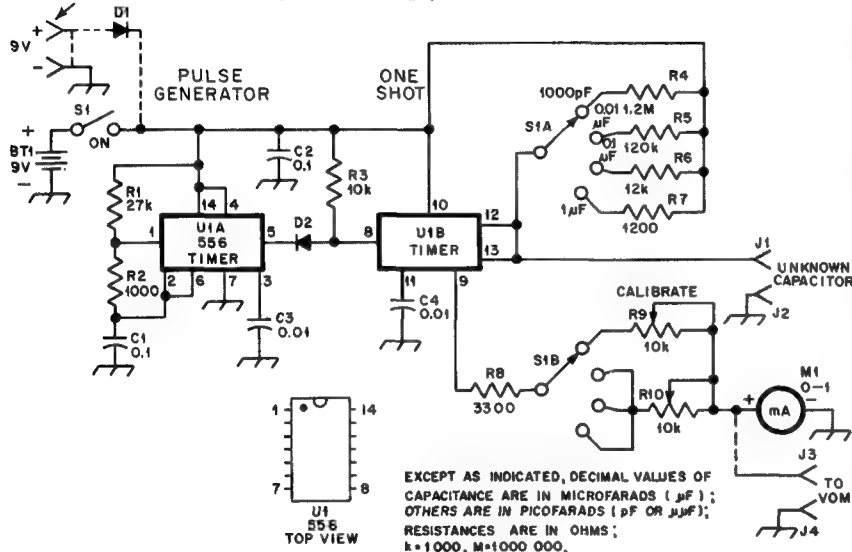 +
9V
-
D1
PULSE
GENERATOR
ONE
SHOT
S1
ON
+
BT1
9V
-
R1
27k
R2
1000
C1
0.1
14
4
1
U1A
556
TIMER
5
2
6
7
3
C2
0.1
R3
10k
D2
C3
0.01
8
10
U1B
TIMER
12
13
11
9
C4
0.01
S1A
1000pF
0.01
µF
0.1
µF
1µF
R4
1.2M
R5
120k
R6
12k
R7
1200
J1
UNKNOWN
CAPACITOR
J2
CALIBRATE
R9
10k
S1B
R8
3300
R10
10k
M1
0-1
+
mA
-
J3
TO
VOM
J4
1
14
7
8
U1
556
TOP VIEW
EXCEPT AS INDICATED, DECIMAL VALUES OF
CAPACITANCE ARE IN MICROFARADS ( µF ) ;
OTHERS ARE IN PICOFARADS ( pF OR µµF);
RESISTANCES ARE IN OHMS ;
k=1000, M=1000 000.